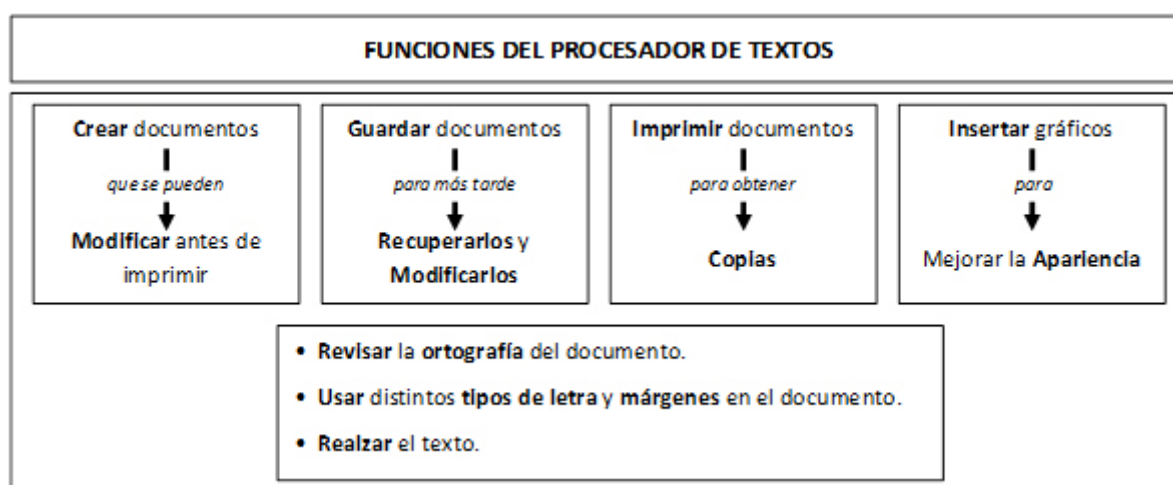 FUNCIONES DEL PROCESADOR DE TEXTOS
Crear documentos
que se pueden
Modificar antes de
imprimir
Guardar documentos
para más tarde
Recuperarlos y
Modificarlos
Imprimir documentos
para obtener
Copias
Insertar gráficos
para
Mejorar la Apariencia
• Revisar la ortografía del documento.
• Usar distintos tipos de letra y márgenes en el documento.
• Realzar el texto.